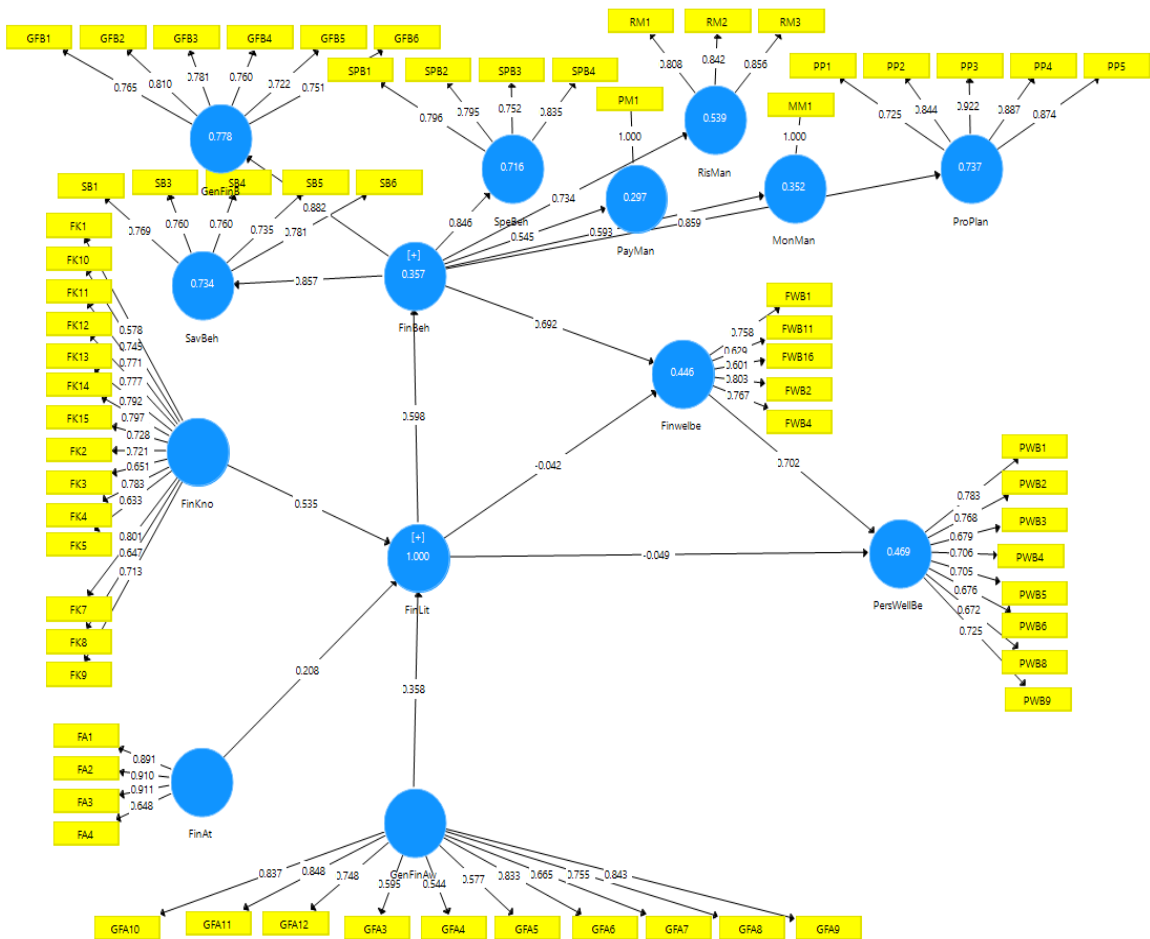 RM1 RM2 RM3
GFB1 GFB2 GFB3 GFB4 GFB5 GFB6
0.808 0.842 0.856
SPB1 SPB2 SPB3 SPB4
PP1 PP2 PP3 PP4 PP5
0.765 0.810 0.781 0.760 0.722 0.751
PM1
MM1
0.796 0.795 0.752 0.835
0.725 0.844 0.922 0.887 0.874
1.000
1.000
0.778
0.539
0.716
0.737
GenFinB
RisMan
SB1 SB3 SB4 SB5 SB6
0.297
0.352
0.734
ProPlan
0.882
0.846
SpeBeh
0.545
0.593
0.859
MonMan
PayMan
0.769 0.760 0.760 0.735 0.781
FK1
FK10
[+]
0.357
0.734
0.857
FinBeh
SavBeh
FK11
FK12
FK13
FK14
FK15
FK2
FK3
FK4
FK5
FK7
FK8
FK9
0.578
0.745
0.771
0.777
0.792
0.797
0.728
0.721
0.651
0.783
0.633
0.801
0.647
0.713
FinKno
0.692
FWB1
FWB11
FWB16
FWB2
FWB4
0.758
0.629
0.601
0.803
0.767
0.446
Finwelbe
0.598
-0.042
0.702
0.535
[+]
1.000
FinLit
-0.049
0.469
PersWellBe
PWB1
PWB2
PWB3
PWB4
PWB5
PWB6
PWB8
PWB9
0.783
0.768
0.679
0.706
0.705
0.676
0.672
0.725
0.208
0.358
FA1
FA2
FA3
FA4
0.891
0.910
0.911
0.648
FinAt
GenFinAw
0.837 0.848 0.748 0.595 0.544 0.577 0.833 0.665 0.755 0.843
GFA10 GFA11 GFA12 GFA3 GFA4 GFA5 GFA6 GFA7 GFA8 GFA9